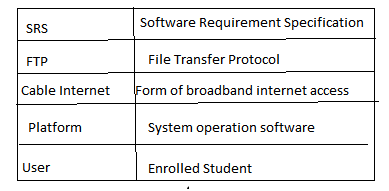 SRS Software Requirement Specification
FTP File Transfer Protocol
Cable Internet Form of broadband internet access
Platform System operation software
User Enrolled Student